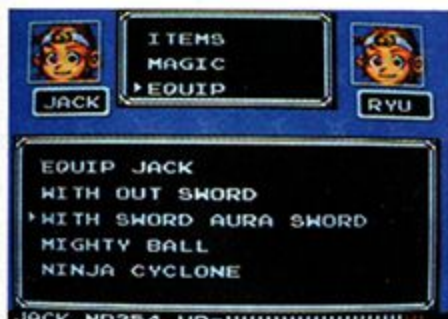 ITEMS
MAGIC
EQUIP
JACK
RYU
EQUIP JACK
WITH OUT SWORD
WITH SWORD AURA SWORD
MIGHTY BALL
NINJA CYCLONE
JACK